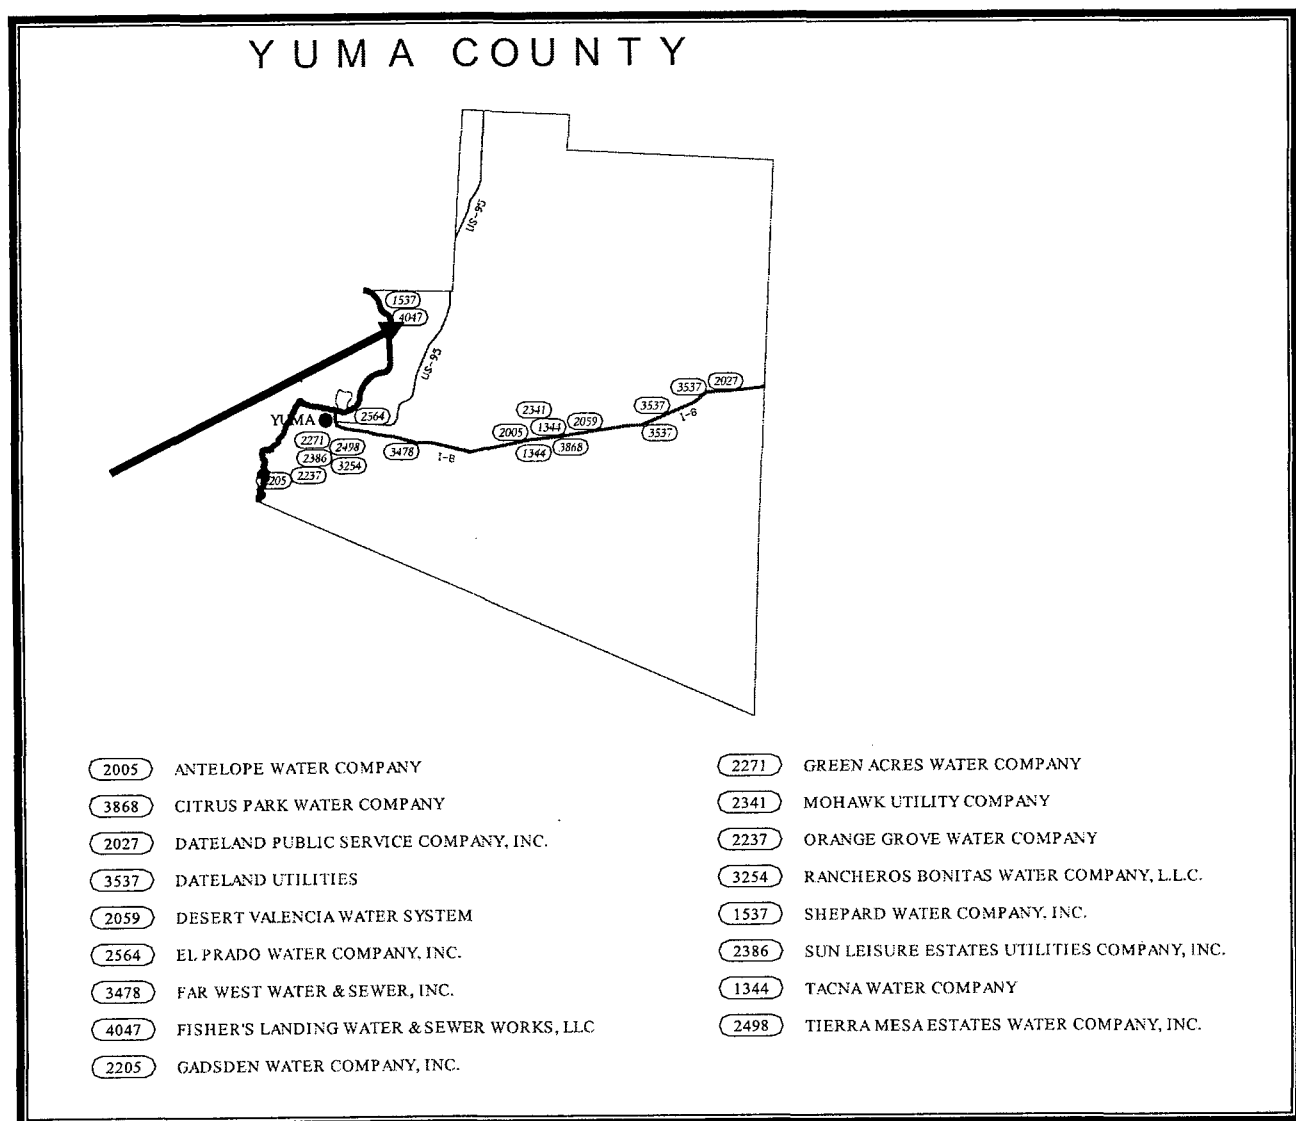 YUMA COUNTY
US-95
1537
4047
US-95
2027
3537
3537
I-8
2341
2564
2059
YUMA
1344
2005
3537
2271
2498
3868
1344
3478
I-8
2386
3254
2237
205
2005 ANTELOPE WATER COMPANY
3868 CITRUS PARK WATER COMPANY
2027 DATELAND PUBLIC SERVICE COMPANY, INC.
3537 DATELAND UTILITIES
2059 DESERT VALENCIA WATER SYSTEM
2564 EL PRADO WATER COMPANY, INC.
3478 FAR WEST WATER & SEWER, INC.
4047 FISHER'S LANDING WATER & SEWER WORKS, LLC
2205 GADSDEN WATER COMPANY, INC.
2271 GREEN ACRES WATER COMPANY
2341 MOHAWK UTILITY COMPANY
2237 ORANGE GROVE WATER COMPANY
3254 RANCHEROS BONITAS WATER COMPANY, L.L.C.
1537 SHEPARD WATER COMPANY, INC.
2386 SUN LEISURE ESTATES UTILITIES COMPANY, INC.
1344 TACNA WATER COMPANY
2498 TIERRA MESA ESTATES WATER COMPANY, INC.